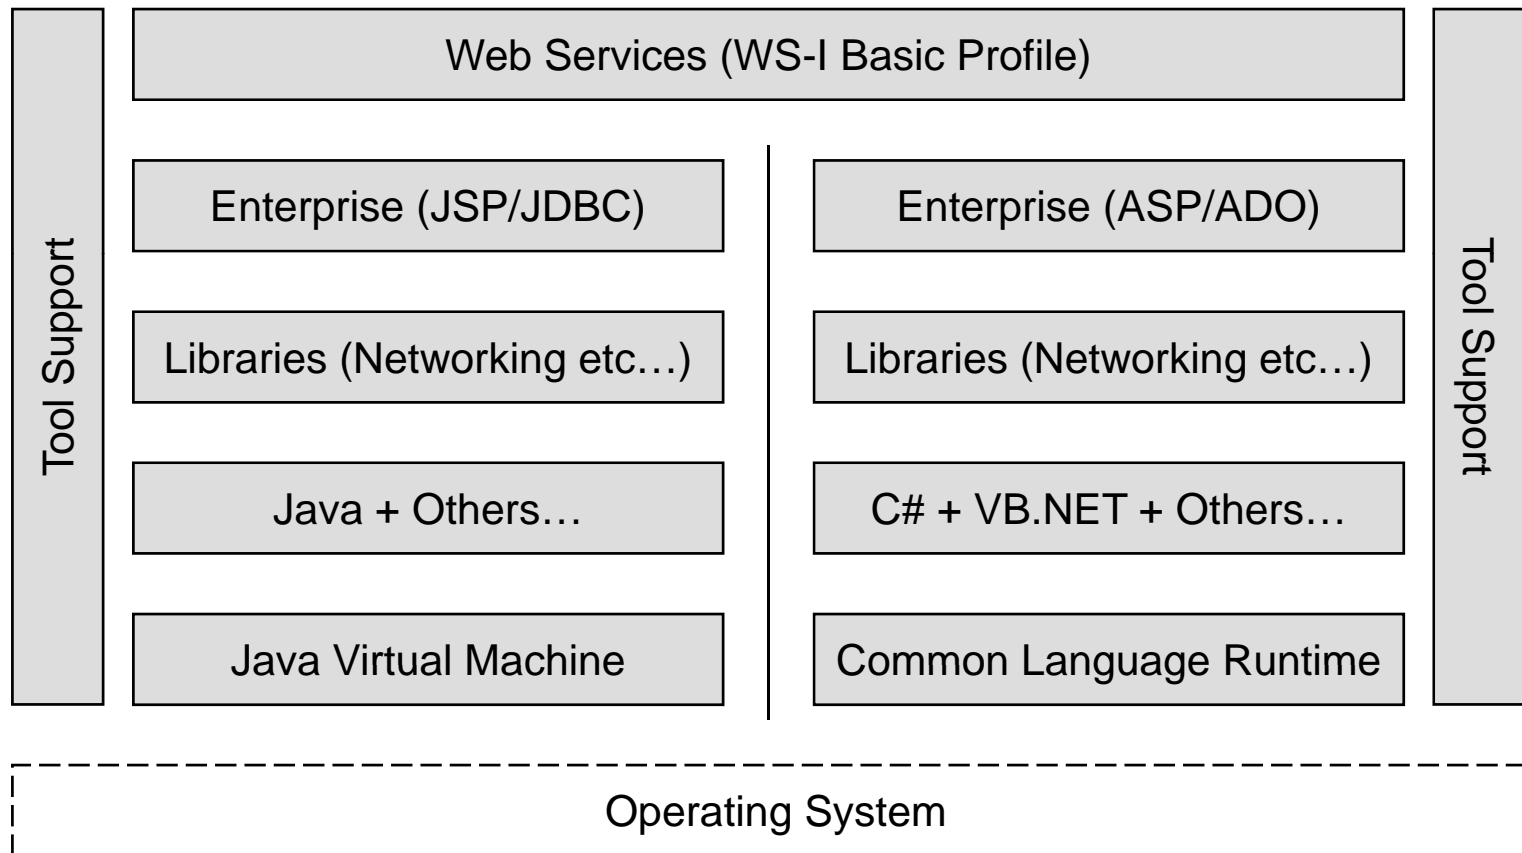 Web Services (WS-I Basic Profile)
Tool Support
Enterprise (JSP/JDBC)
Enterprise (ASP/ADO)
Libraries (Networking etc…)
Libraries (Networking etc…)
Java + Others…
C# + VB.NET + Others…
Java Virtual Machine
Common Language Runtime
Tool Support
Operating System